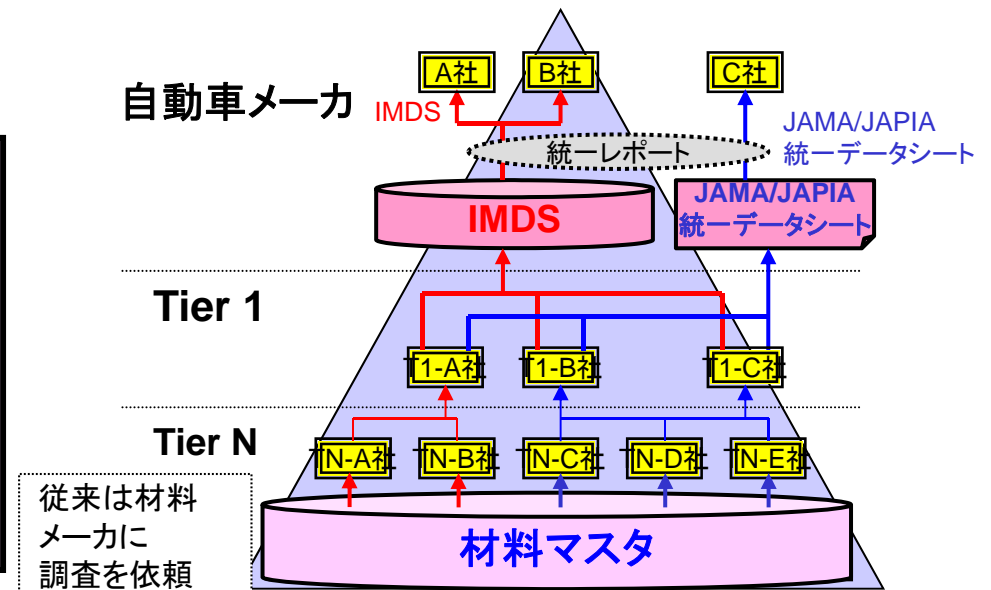 A社
B社
C社
自動車メーカ
IMDS
JAMA/JAPIA
統一データシート
統一レポート
IMDS
JAMA/JAPIA
統一データシート
Tier 1
T1-A社
T1-B社
T1-C社
Tier N
TN-A社
TN-B社
TN-C社
TN-D社
TN-E社
従来は材料
メーカに
調査を依頼
材料マスタ